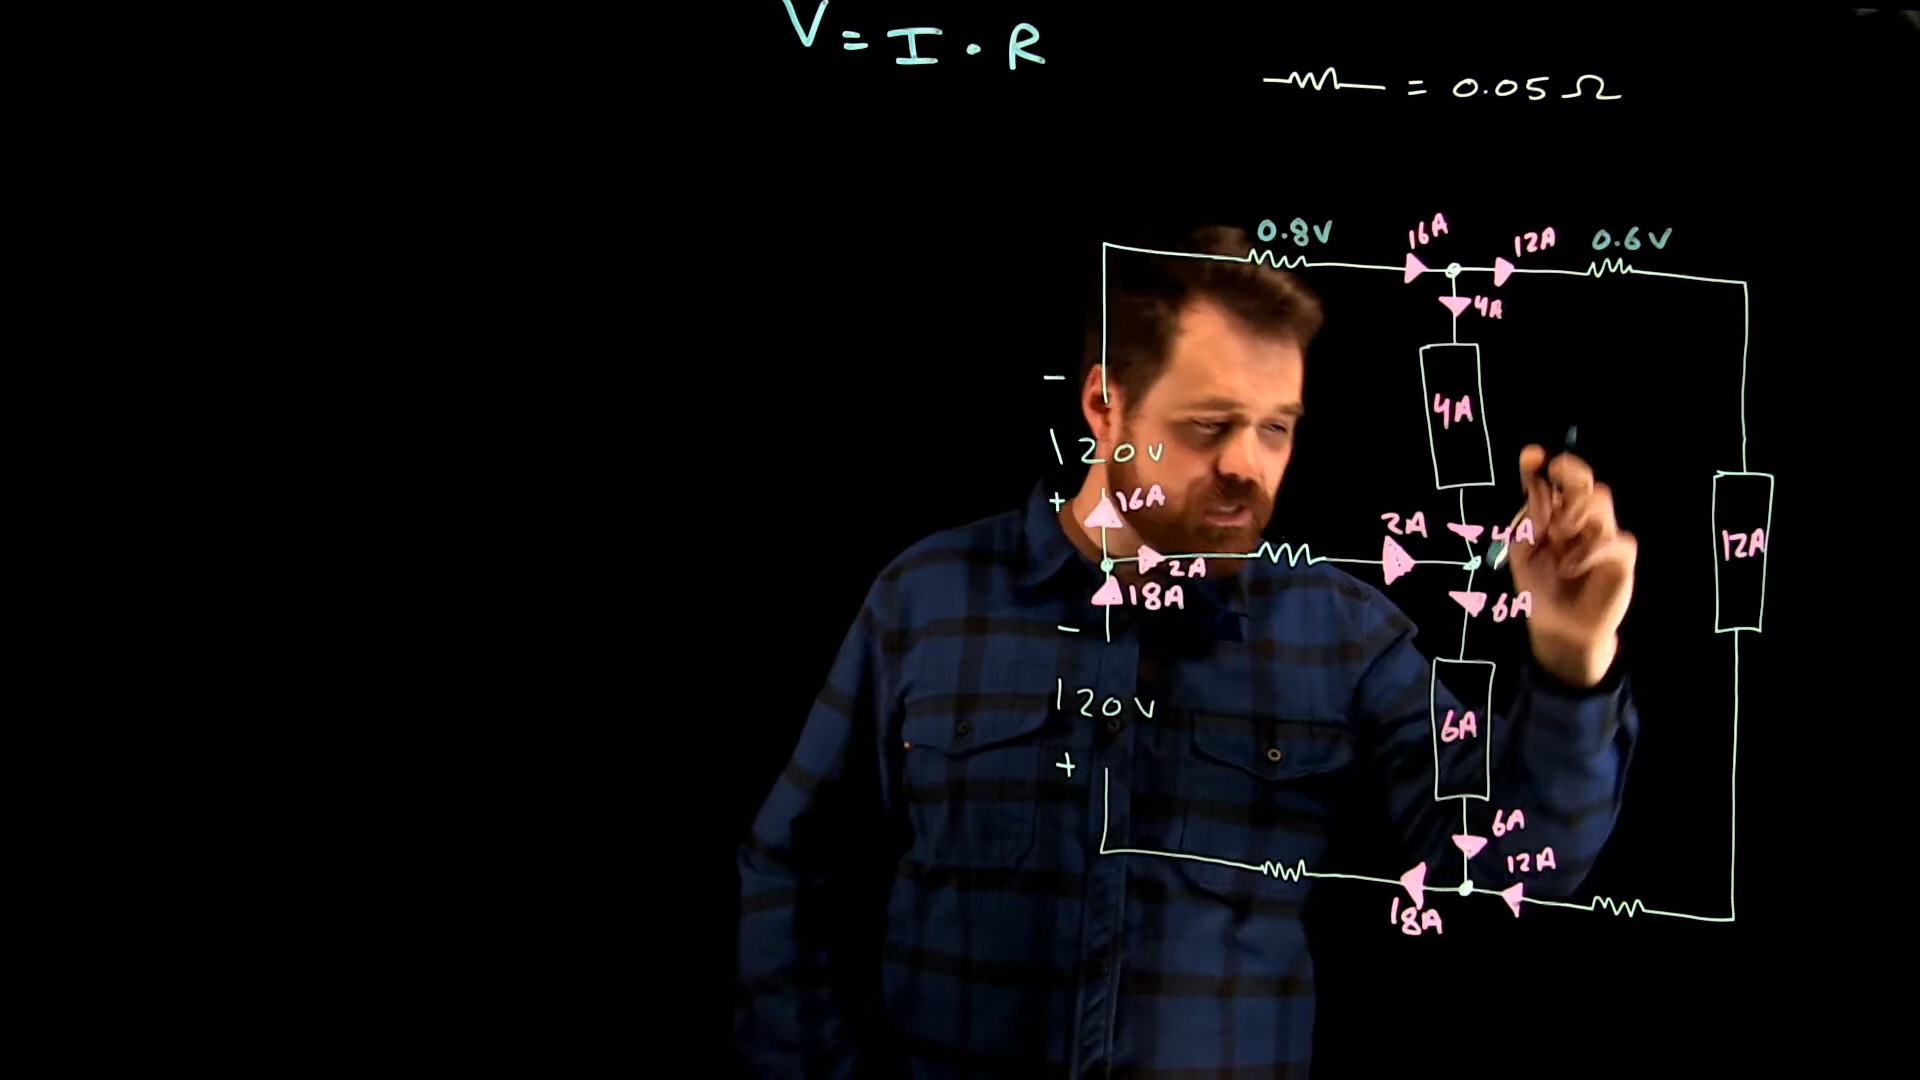 V = I · R
= 0.05 Ω
0.8V
16A
12A
0.6V
4A
-
120V
+
4A
16A
2A
4A
12A
2A
18A
6A
-
120V
+
6A
6A
12A
18A